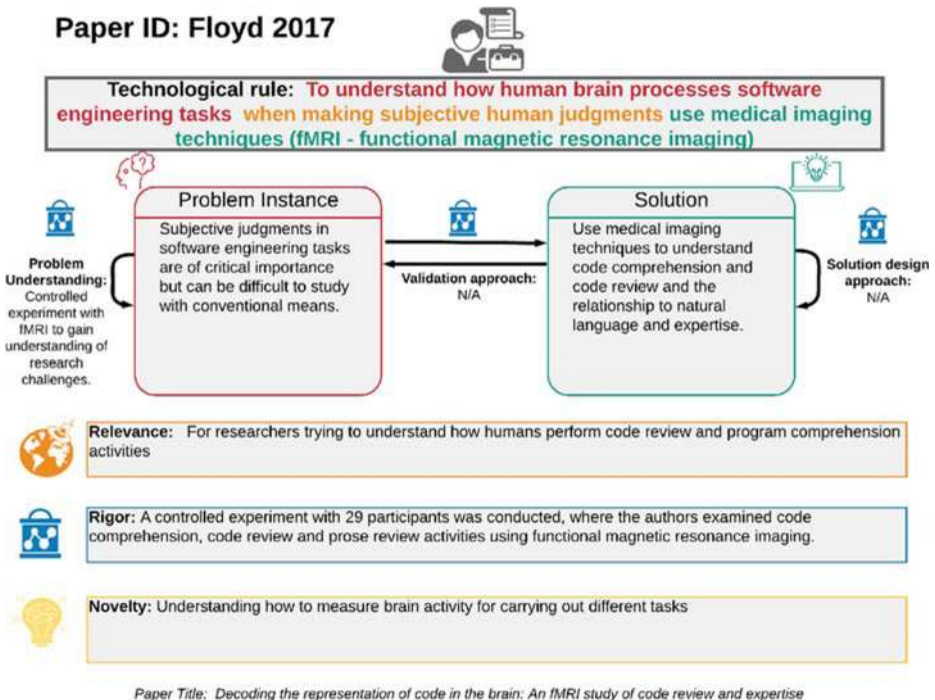 Paper ID: Floyd 2017
Technological rule: To understand how human brain processes software
engineering tasks when making subjective human judgments use medical imaging
techniques (fMRI - functional magnetic resonance imaging)
Problem Instance
Subjective judgments in
software engineering tasks
are of critical importance
but can be difficult to study
with conventional means.
Solution
Use medical imaging
techniques to understand
code comprehension and
code review and the
relationship to natural
language and expertise.
Problem
Understanding:
Controlled
experiment with
fMRI to gain
understanding of
research
challenges.
Validation approach:
N/A
Solution design
approach:
N/A
Relevance: For researchers trying to understand how humans perform code review and program comprehension
activities
Rigor: A controlled experiment with 29 participants was conducted, where the authors examined code
comprehension, code review and prose review activities using functional magnetic resonance imaging.
Novelty: Understanding how to measure brain activity for carrying out different tasks
Paper Title: Decoding the representation of code in the brain: An fMRI study of code review and expertise